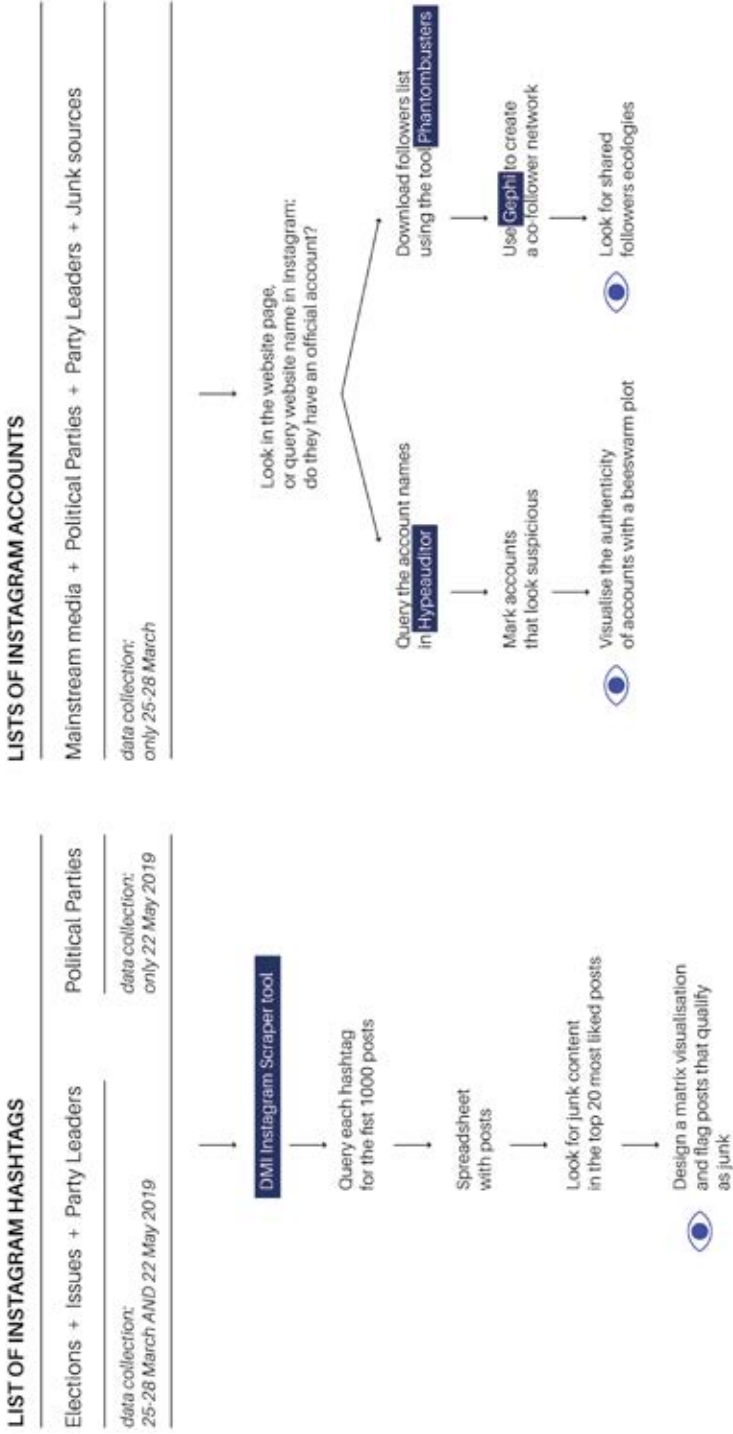 LIST OF INSTAGRAM HASHTAGS
Elections + Issues + Party Leaders
Political Parties
data collection:
25-28 March AND 22 May 2019
data collection:
only 22 May 2019
DMI Instagram Scraper tool
Query each hashtag
for the fist 1000 posts
Spreadsheet
with posts
Look for junk content
in the top 20 most liked posts
Design a matrix visualisation
and flag posts that qualify
as junk
LISTS OF INSTAGRAM ACCOUNTS
Mainstream media + Political Parties + Party Leaders + Junk sources
data collection:
only 25-28 March
Look in the website page,
or query website name in Instagram:
do they have an official account?
Query the account names
in Hypeauditor
Mark accounts
that look suspicious
Visualise the authenticity
of accounts with a beeswarm plot
Download followers list
using the tool Phantombusters
Use Gephi to create
a co-follower network
Look for shared
followers ecologies